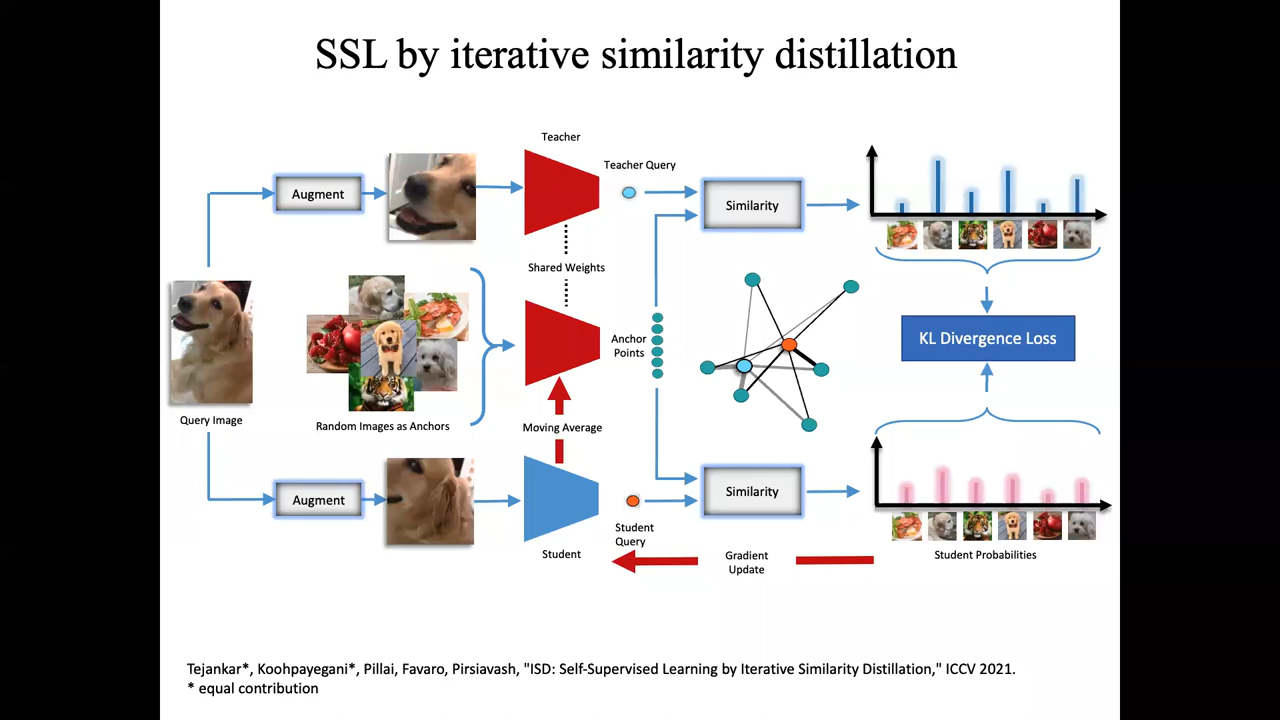 SSL by iterative similarity distillation
Teacher
Teacher Query
Augment
Similarity
Shared Weights
Anchor
Points
KL Divergence Loss
Query Image
Random Images as Anchors
Moving Average
Augment
Similarity
Student
Query
Student
Gradient
Update
Student Probabilities
Tejankar*, Koohpayegani*, Pillai, Favaro, Pirsiavash, "ISD: Self-Supervised Learning by Iterative Similarity Distillation," ICCV 2021.
* equal contribution